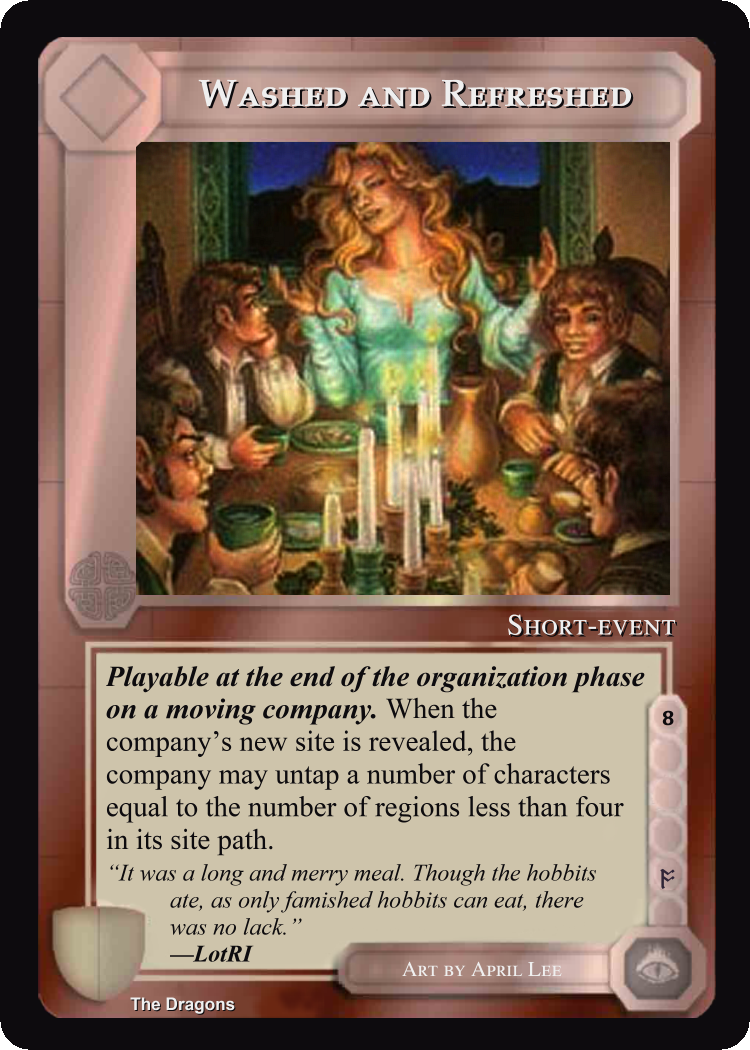 Washed and Refreshed
Short-event
Playable at the end of the organization phase
on a moving company. When the
company's new site is revealed, the
company may untap a number of characters
equal to the number of regions less than four
in its site path.
8
“It was a long and merry meal. Though the hobbits
ate, as only famished hobbits can eat, there
was no lack.”
—LotRI
Art by April Lee
The Dragons